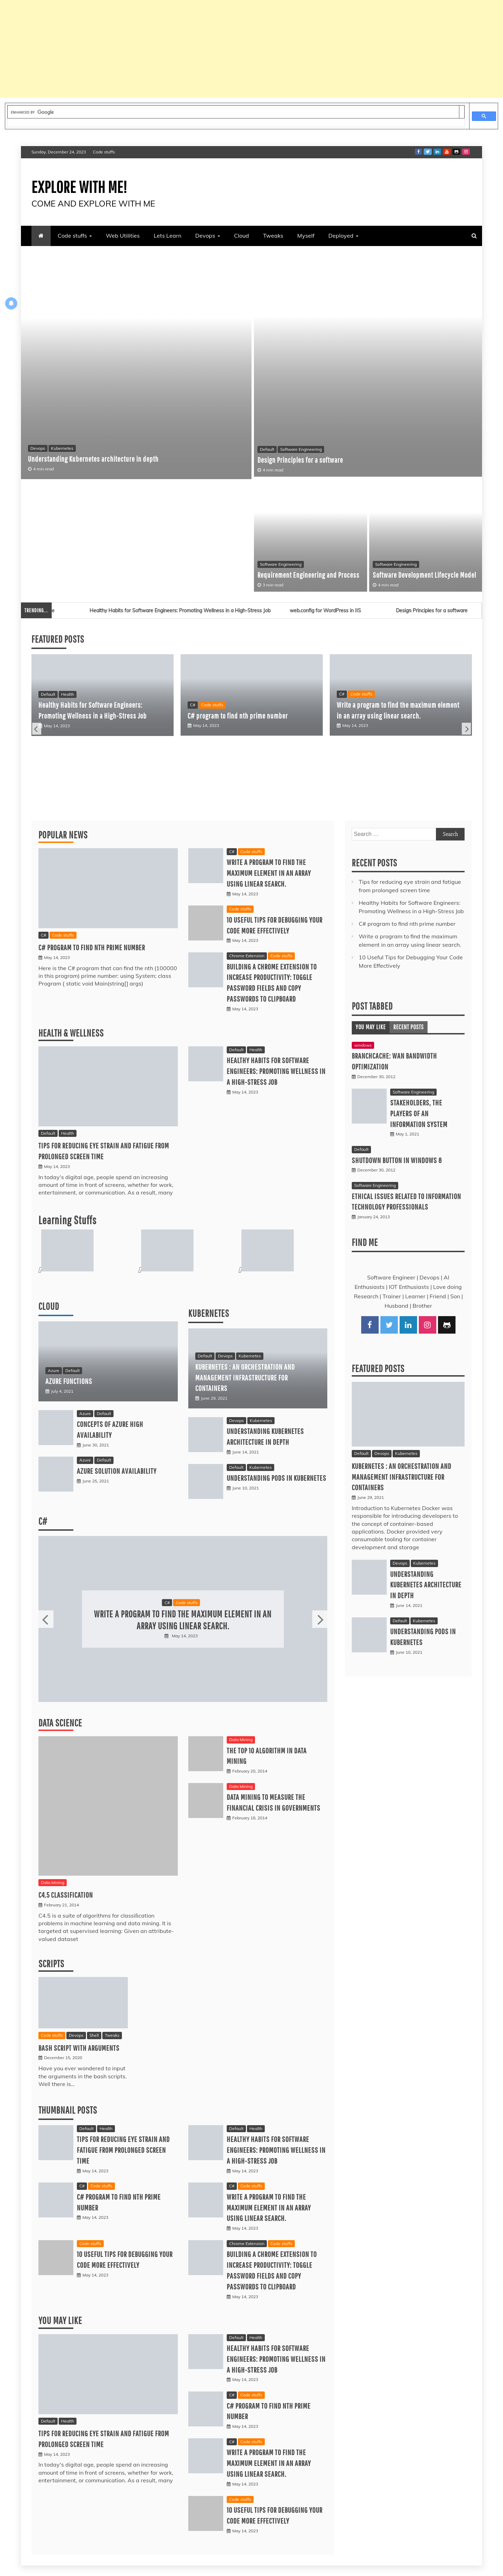 ENHANCED BY Google
Sunday, December 24, 2023 Code stuffs
EXPLORE WITH ME!
COME AND EXPLORE WITH ME
Code stuffs Web Utilities Lets Learn Devops Cloud Tweaks Myself Deployed
Devops Kubernetes
Understanding Kubernetes architecture in depth
4 min read
Default Software Engineering
Design Principles for a software
4 min read
Software Engineering
Requirement Engineering and Process
3 min read
Software Engineering
Software Development Lifecycle Model
4 min read
TRENDING...
Healthy Habits for Software Engineers: Promoting Wellness in a High-Stress Job web.config for WordPress in IIS Design Principles for a software
FEATURED POSTS
Default Health
Healthy Habits for Software Engineers:
Promoting Wellness in a High-Stress Job
May 14, 2023
C# Code stuffs
C# program to find nth prime number
May 14, 2023
C# Code stuffs
Write a program to find the maximum element
in an array using linear search.
May 14, 2023
POPULAR NEWS
C# Code stuffs
C# PROGRAM TO FIND NTH PRIME NUMBER
May 14, 2023
Here is the C# program that can find the nth (100000
in this program) prime number: using System; class
Program { static void Main(string[] args)
C# Code stuffs
WRITE A PROGRAM TO FIND THE
MAXIMUM ELEMENT IN AN ARRAY
USING LINEAR SEARCH.
May 14, 2023
Code stuffs
10 USEFUL TIPS FOR DEBUGGING YOUR
CODE MORE EFFECTIVELY
May 14, 2023
Chrome Extension Code stuffs
BUILDING A CHROME EXTENSION TO
INCREASE PRODUCTIVITY: TOGGLE
PASSWORD FIELDS AND COPY
PASSWORDS TO CLIPBOARD
May 14, 2023
HEALTH & WELLNESS
Default Health
TIPS FOR REDUCING EYE STRAIN AND FATIGUE FROM
PROLONGED SCREEN TIME
May 14, 2023
In today's digital age, people spend an increasing
amount of time in front of screens, whether for work,
entertainment, or communication. As a result, many
Default Health
HEALTHY HABITS FOR SOFTWARE
ENGINEERS: PROMOTING WELLNESS IN
A HIGH-STRESS JOB
May 14, 2023
Learning Stuffs
CLOUD
Azure Default
AZURE FUNCTIONS
July 4, 2021
Azure Default
CONCEPTS OF AZURE HIGH
AVAILABILITY
June 30, 2021
Azure Default
AZURE SOLUTION AVAILABILITY
June 25, 2021
KUBERNETES
Default Devops Kubernetes
KUBERNETES : AN ORCHESTRATION AND
MANAGEMENT INFRASTRUCTURE FOR
CONTAINERS
June 29, 2021
Devops Kubernetes
UNDERSTANDING KUBERNETES
ARCHITECTURE IN DEPTH
June 14, 2021
Default Kubernetes
UNDERSTANDING PODS IN KUBERNETES
June 10, 2021
C#
C# Code stuffs
WRITE A PROGRAM TO FIND THE MAXIMUM ELEMENT IN AN
ARRAY USING LINEAR SEARCH.
May 14, 2023
DATA SCIENCE
Data Mining
C4.5 CLASSIFICATION
February 21, 2014
C4.5 is a suite of algorithms for classification
problems in machine learning and data mining. It is
targeted at supervised learning: Given an attribute-
valued dataset
Data Mining
THE TOP 10 ALGORITHM IN DATA
MINING
February 20, 2014
Data Mining
DATA MINING TO MEASURE THE
FINANCIAL CRISIS IN GOVERNMENTS
February 18, 2014
SCRIPTS
Code stuffs Devops Shell Tweaks
BASH SCRIPT WITH ARGUMENTS
December 15, 2020
Have you ever wondered to input
the arguments in the bash scripts.
Well there is...
THUMBNAIL POSTS
Default Health
TIPS FOR REDUCING EYE STRAIN AND
FATIGUE FROM PROLONGED SCREEN
TIME
May 14, 2023
Default Health
HEALTHY HABITS FOR SOFTWARE
ENGINEERS: PROMOTING WELLNESS IN
A HIGH-STRESS JOB
May 14, 2023
C# Code stuffs
C# PROGRAM TO FIND NTH PRIME
NUMBER
May 14, 2023
C# Code stuffs
WRITE A PROGRAM TO FIND THE
MAXIMUM ELEMENT IN AN ARRAY
USING LINEAR SEARCH.
May 14, 2023
Code stuffs
10 USEFUL TIPS FOR DEBUGGING YOUR
CODE MORE EFFECTIVELY
May 14, 2023
Chrome Extension Code stuffs
BUILDING A CHROME EXTENSION TO
INCREASE PRODUCTIVITY: TOGGLE
PASSWORD FIELDS AND COPY
PASSWORDS TO CLIPBOARD
May 14, 2023
YOU MAY LIKE
Default Health
TIPS FOR REDUCING EYE STRAIN AND FATIGUE FROM
PROLONGED SCREEN TIME
May 14, 2023
In today's digital age, people spend an increasing
amount of time in front of screens, whether for work,
entertainment, or communication. As a result, many
Default Health
HEALTHY HABITS FOR SOFTWARE
ENGINEERS: PROMOTING WELLNESS IN
A HIGH-STRESS JOB
May 14, 2023
C# Code stuffs
C# PROGRAM TO FIND NTH PRIME
NUMBER
May 14, 2023
C# Code stuffs
WRITE A PROGRAM TO FIND THE
MAXIMUM ELEMENT IN AN ARRAY
USING LINEAR SEARCH.
May 14, 2023
Code stuffs
10 USEFUL TIPS FOR DEBUGGING YOUR
CODE MORE EFFECTIVELY
May 14, 2023
Search ... Search
RECENT POSTS
Tips for reducing eye strain and fatigue
from prolonged screen time
Healthy Habits for Software Engineers:
Promoting Wellness in a High-Stress Job
C# program to find nth prime number
Write a program to find the maximum
element in an array using linear search.
10 Useful Tips for Debugging Your Code
More Effectively
POST TABBED
YOU MAY LIKE RECENT POSTS
windows
BRANCHCACHE: WAN BANDWIDTH
OPTIMIZATION
December 30, 2012
Software Engineering
STAKEHOLDERS, THE
PLAYERS OF AN
INFORMATION SYSTEM
May 1, 2021
Default
SHUTDOWN BUTTON IN WINDOWS 8
December 30, 2012
Software Engineering
ETHICAL ISSUES RELATED TO INFORMATION
TECHNOLOGY PROFESSIONALS
January 24, 2013
FIND ME
Software Engineer | Devops | AI
Enthusiasts | IOT Enthusiasts | Love doing
Research | Trainer | Learner | Friend | Son |
Husband | Brother
FEATURED POSTS
Default Devops Kubernetes
KUBERNETES : AN ORCHESTRATION AND
MANAGEMENT INFRASTRUCTURE FOR
CONTAINERS
June 29, 2021
Introduction to Kubernetes Docker was
responsible for introducing developers to
the concept of container-based
applications. Docker provided very
consumable tooling for container
development and storage
Devops Kubernetes
UNDERSTANDING
KUBERNETES ARCHITECTURE
IN DEPTH
June 14, 2021
Default Kubernetes
UNDERSTANDING PODS IN
KUBERNETES
June 10, 2021